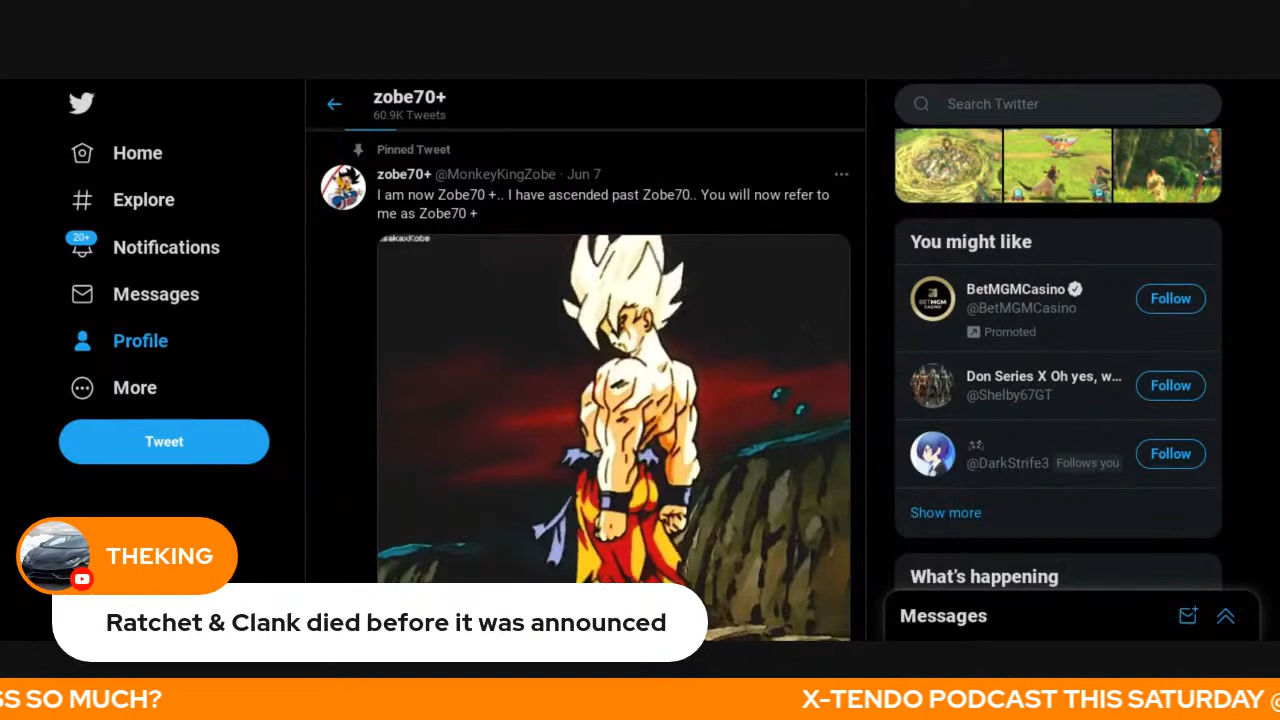 Home
Explore
20+
Notifications
Messages
Profile
More
Tweet
zobe70+
60.9K Tweets
Pinned Tweet
zobe70+ @MonkeyKingZobe · Jun 7
I am now Zobe70 +.. I have ascended past Zobe70.. You will now refer to
me as Zobe70 +
Search Twitter
You might like
BetMGMCasino
@BetMGMCasino
Promoted
Follow
Don Series X Oh yes, w...
@Shelby67GT
Follow
@DarkStrife3 Follows you
Follow
Show more
What's happening
Messages
THEKING
Ratchet & Clank died before it was announced
SS SO MUCH?
X-TENDO PODCAST THIS SATURDAY @